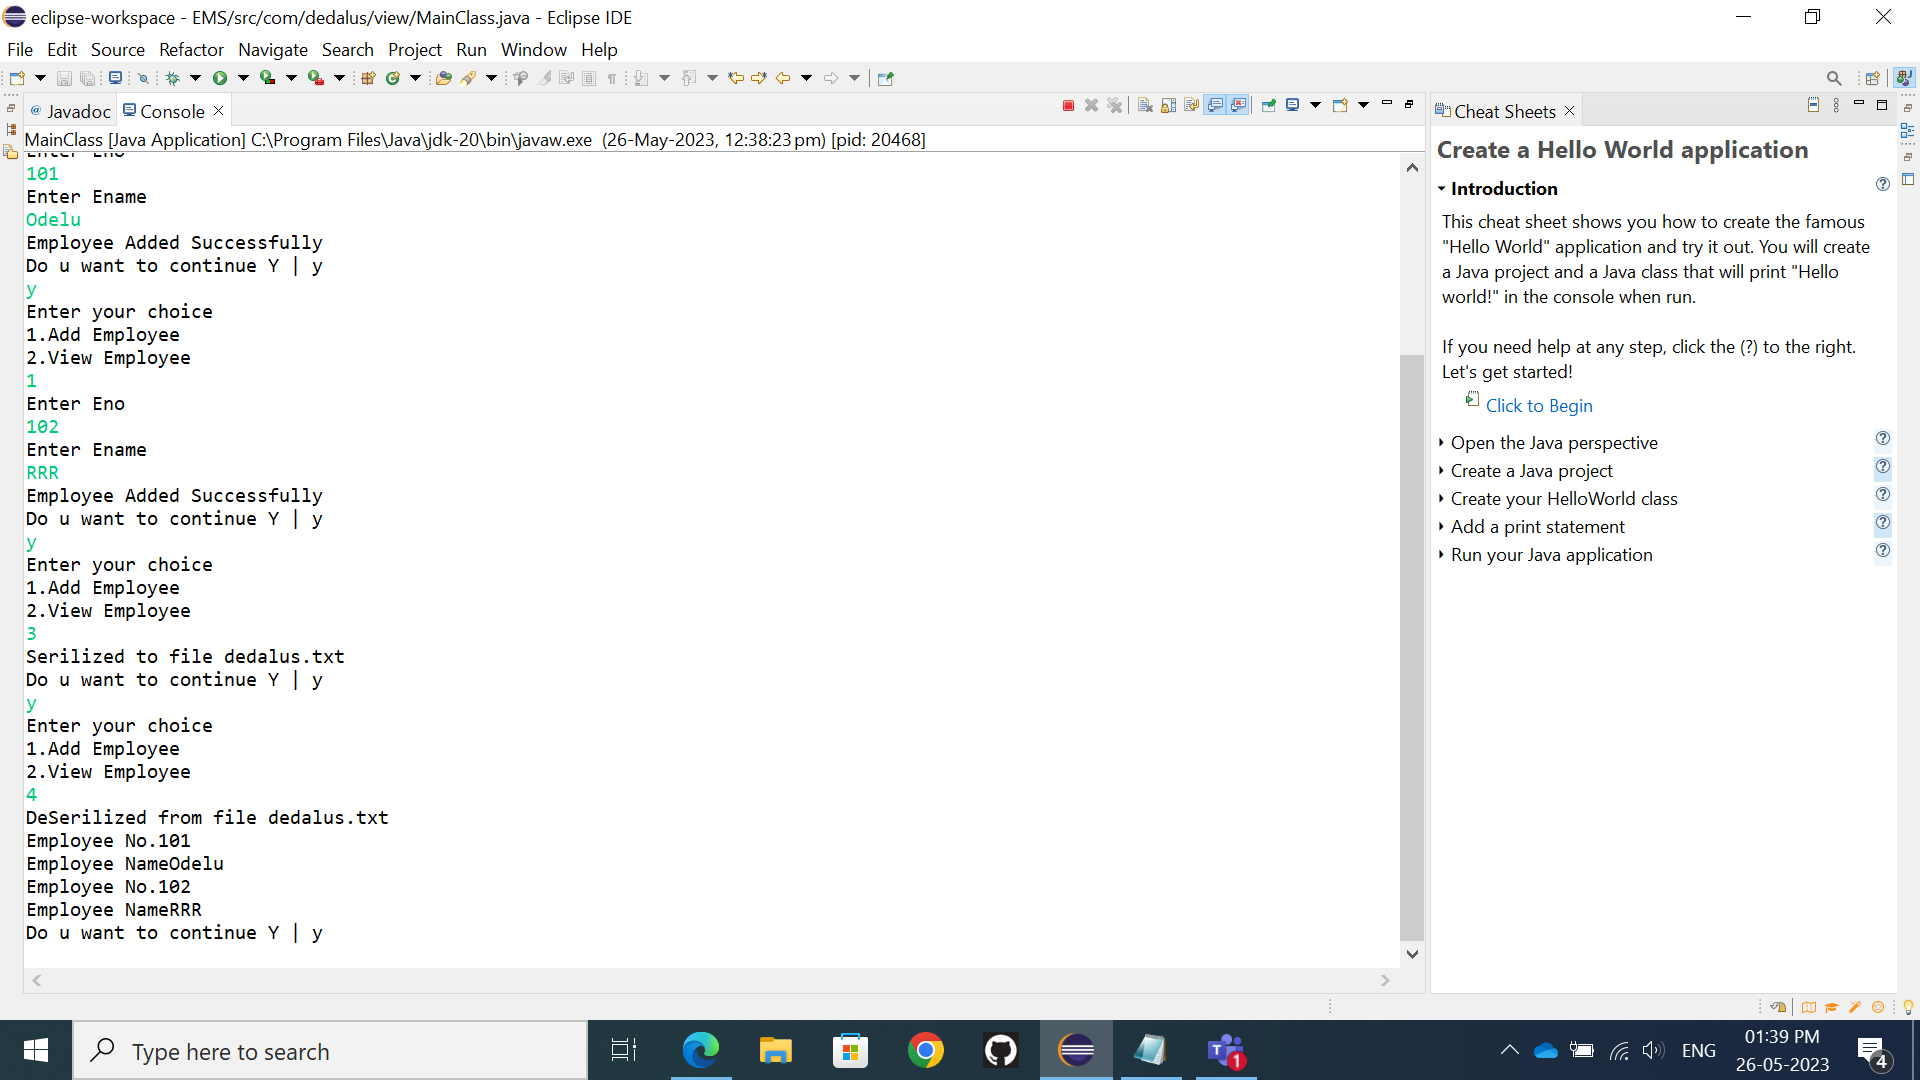 eclipse-workspace - EMS/src/com/dedalus/view/MainClass.java - Eclipse IDE
File Edit Source Refactor Navigate Search Project Run Window Help
@ Javadoc Console
MainClass [Java Application] C:\Program Files\Java\jdk-20\bin\javaw.exe (26-May-2023, 12:38:23 pm) [pid: 20468]
Enter Eno
101
Enter Ename
Odelu
Employee Added Successfully
Do u want to continue Y | y
y
Enter your choice
1.Add Employee
2.View Employee
1
Enter Eno
102
Enter Ename
RRR
Employee Added Successfully
Do u want to continue Y | y
y
Enter your choice
1.Add Employee
2.View Employee
3
Serilized to file dedalus.txt
Do u want to continue Y | y
y
Enter your choice
1.Add Employee
2.View Employee
4
DeSerilized from file dedalus.txt
Employee No.101
Employee NameOdelu
Employee No.102
Employee NameRRR
Do u want to continue Y | y
Cheat Sheets
Create a Hello World application
Introduction
This cheat sheet shows you how to create the famous
"Hello World" application and try it out. You will create
a Java project and a Java class that will print "Hello
world!" in the console when run.
If you need help at any step, click the (?) to the right.
Let's get started!
Click to Begin
Open the Java perspective
Create a Java project
Create your HelloWorld class
Add a print statement
Run your Java application
Type here to search
T 1
ENG
01:39 PM
26-05-2023
4